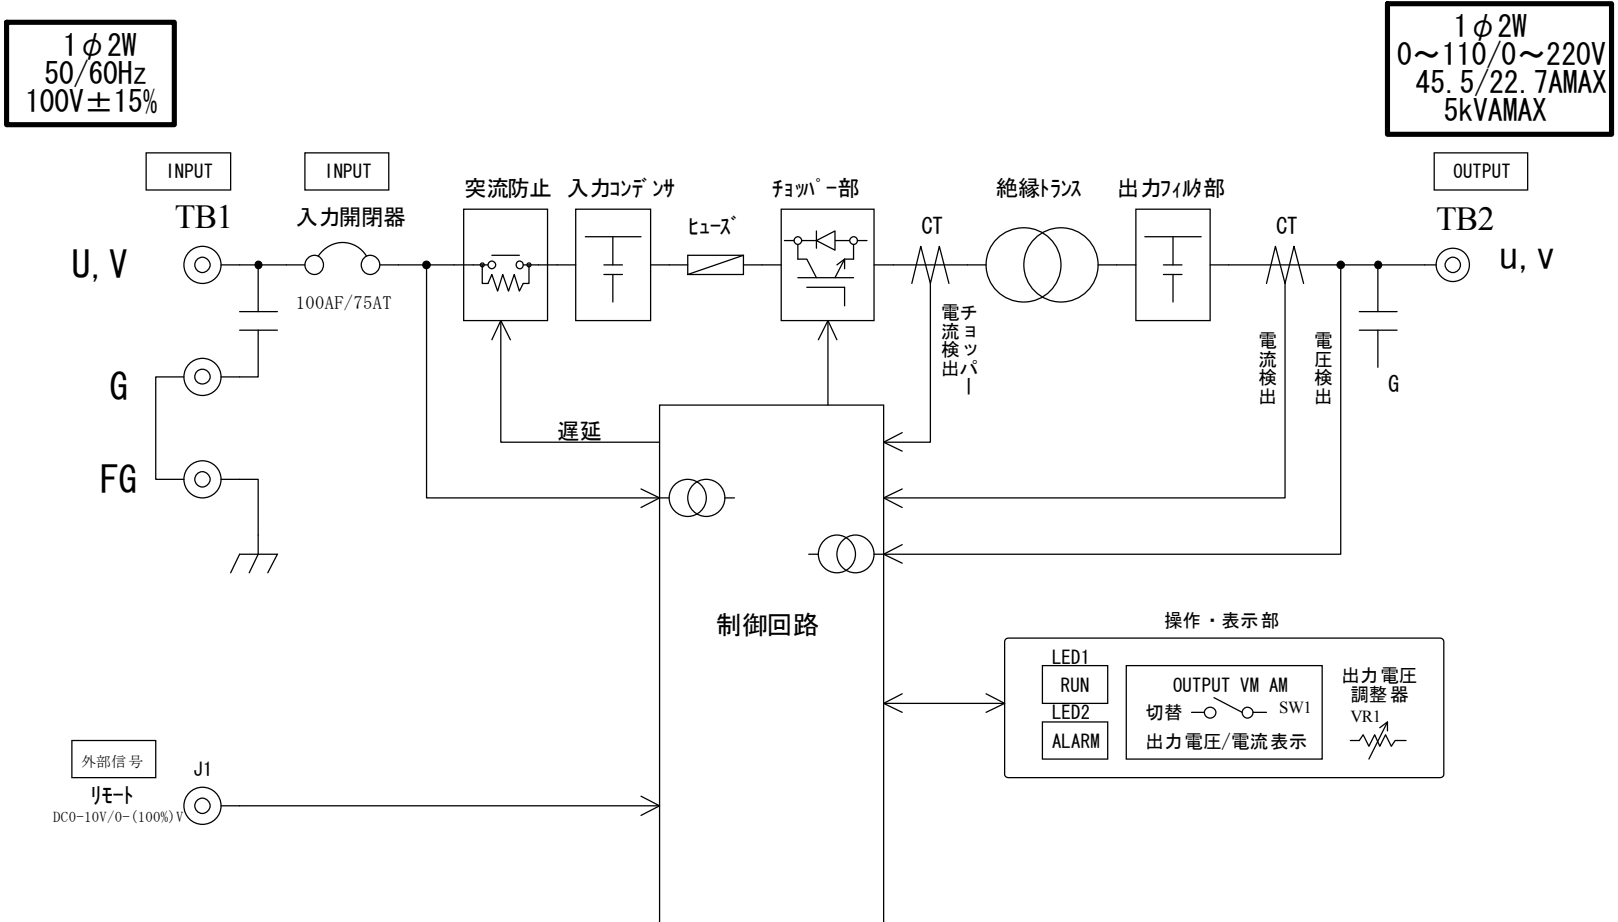 1φ2W
50/60Hz
100V±15%
1φ2W
0～110/0～220V
45.5/22.7AMAX
5kVAMAX
INPUT
INPUT
OUTPUT
TB1
入力開閉器
突流防止
入力コンデンサ
ヒューズ
チョッパー部
CT
絶縁トランス
出力フィルタ部
CT
TB2
U,V
100AF/75AT
u,v
チョッパー
電流検出
電流検出
電圧検出
G
G
遅延
FG
制御回路
操作・表示部
LED1
RUN
LED2
ALARM
OUTPUT VM AM
切替
SW1
出力電圧/電流表示
出力電圧
調整器
VR1
外部信号
J1
リモート
DC0-10V/0-(100%)V